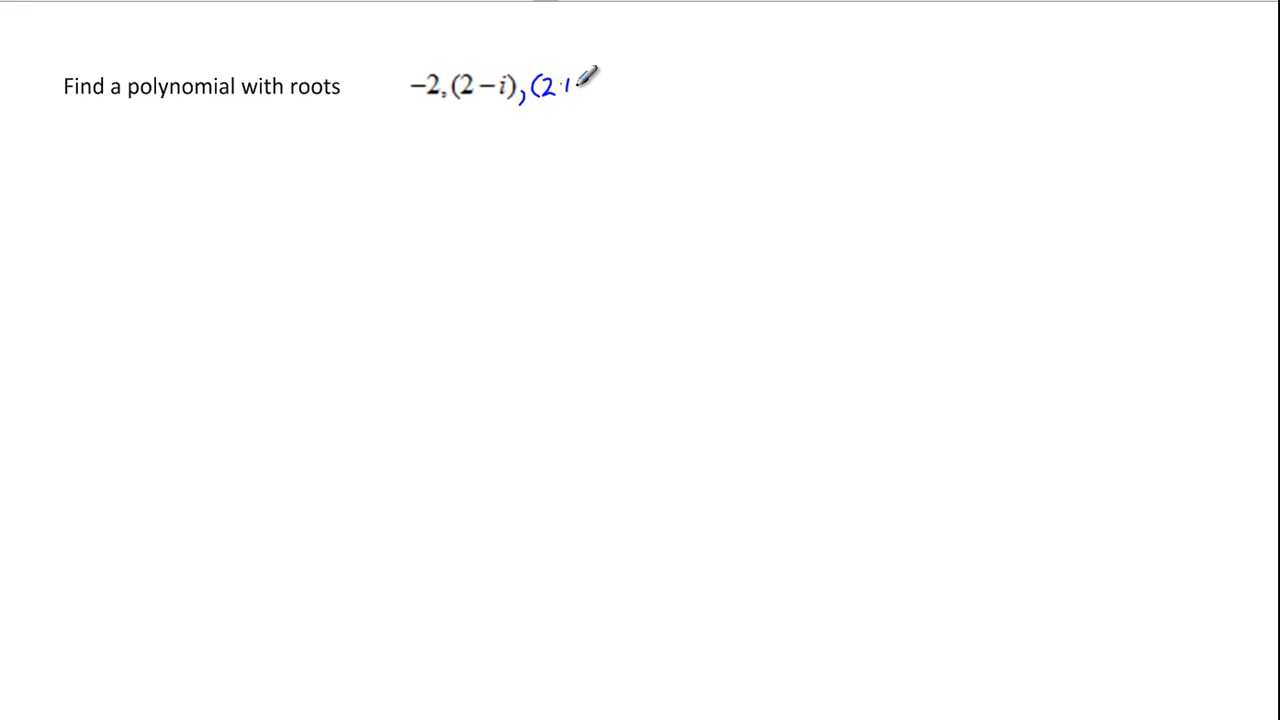 Find a polynomial with roots −2, (2 − i), (2